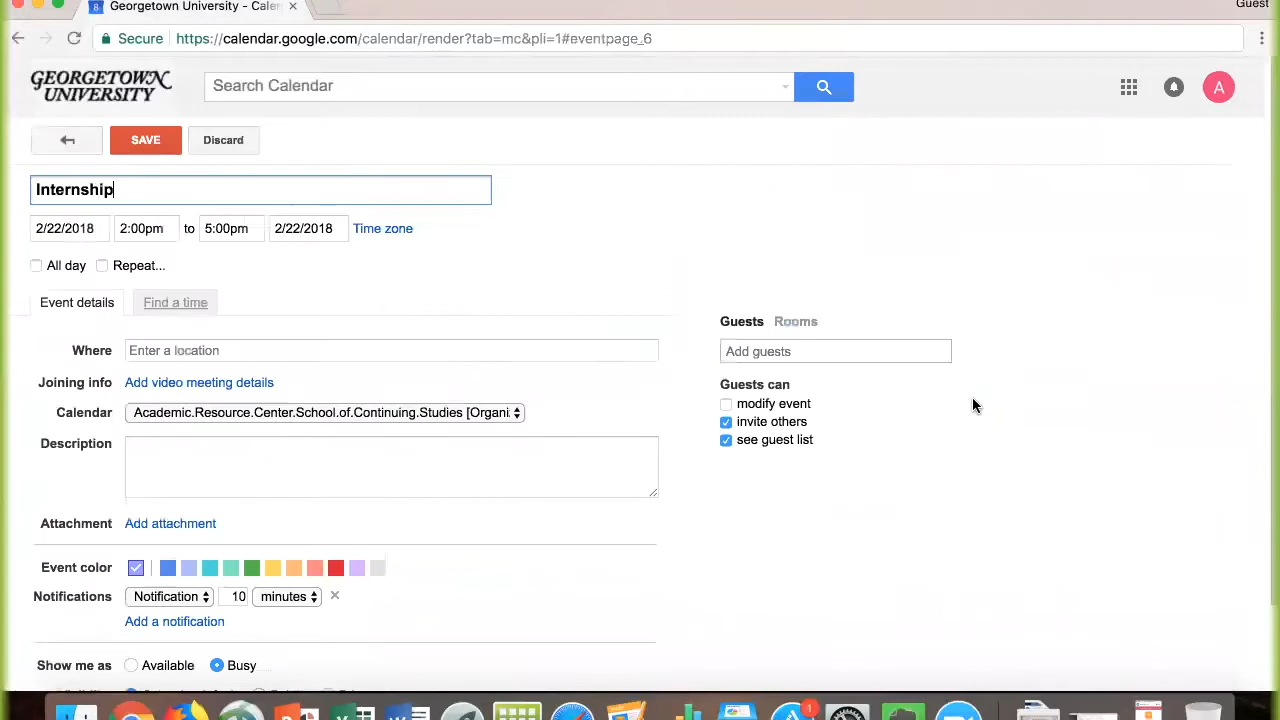 Guest
Georgetown University - Calen
Secure https://calendar.google.com/calendar/render?tab=mc&pli=1#eventpage_6
GEORGETOWN
UNIVERSITY
Search Calendar
A
SAVE Discard
Internship
2/22/2018 2:00pm to 5:00pm 2/22/2018 Time zone
All day Repeat...
Event details Find a time
Guests Rooms
Where Enter a location
Add guests
Joining info Add video meeting details
Guests can
modify event
Calendar Academic.Resource.Center.School.of.Continuing.Studies [Organi:
invite others
see guest list
Description
Attachment Add attachment
Event color
Notifications Notification 10 minutes
Add a notification
Show me as Available Busy
1